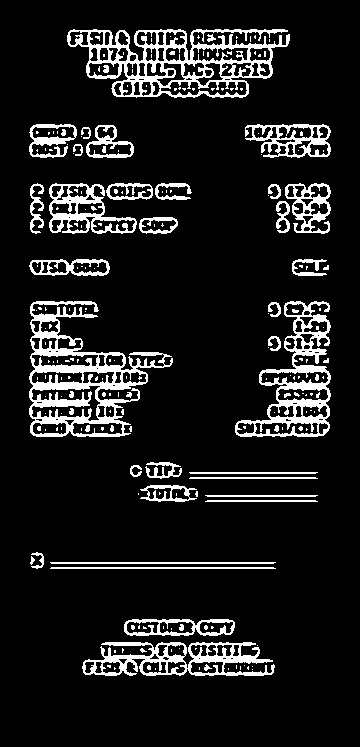 FISH & CHIPS RESTAURANT
1079, HIGH HOUSE RD
NEW HILL, NC, 27513
(919)-000-0000
ORDER : 64
10/19/2019
HOST : MEGAN
12:16 PM
2 FISH & CHIPS BOWL
$ 17.98
2 DRINKS
$ 3.98
2 FISH SPICY SOUP
$ 7.96
VISA 0000
SALE
SUBTOTAL
$ 29.92
TAX
1.20
TOTAL:
$ 31.12
TRANSACTION TYPE:
SALE
AUTHORIZATION:
APPROVED
PAYMENT CODE:
233028
PAYMENT ID:
0211004
CARD READER:
SWIPED/CHIP
+ TIP:
=TOTAL:
X
CUSTOMER COPY
THANKS FOR VISITING
FISH & CHIPS RESTAURANT